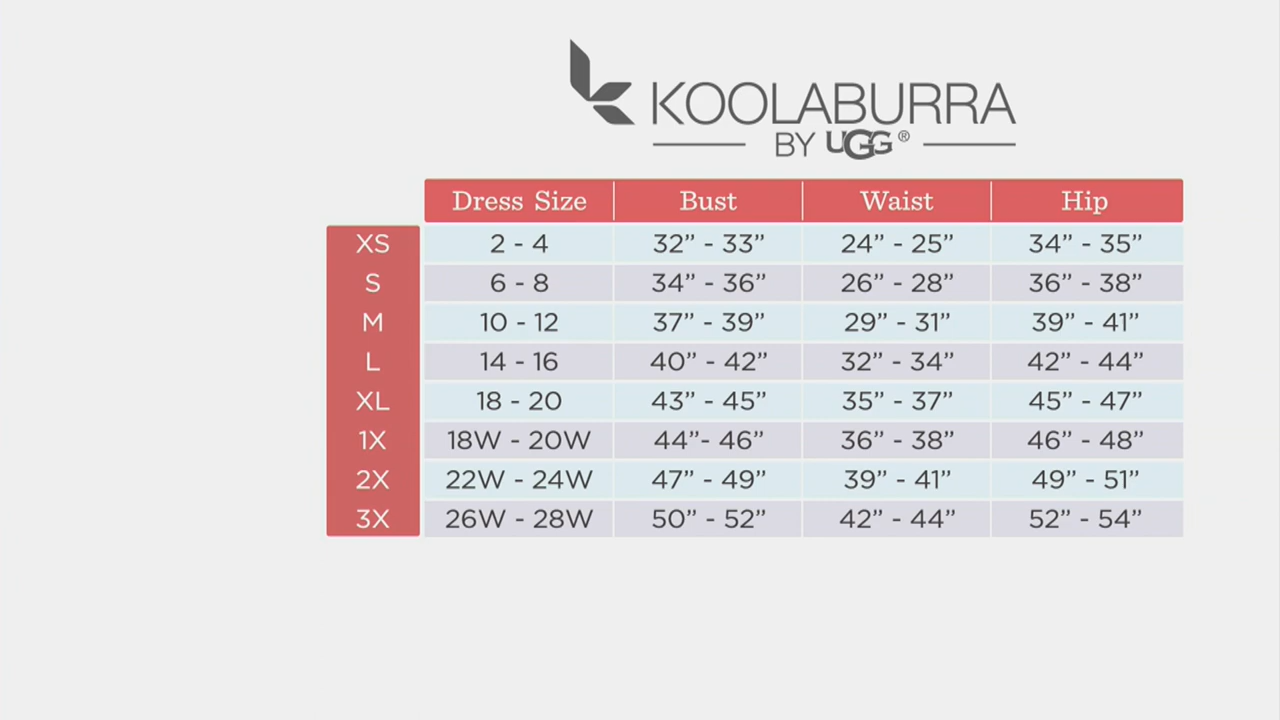 KOOLABURRA
BY UGG®
Dress Size Bust Waist Hip
XS 2 - 4 32” - 33” 24” - 25” 34” - 35”
S 6 - 8 34” - 36” 26” - 28” 36” - 38”
M 10 - 12 37” - 39” 29” - 31” 39” - 41”
L 14 - 16 40” - 42” 32” - 34” 42” - 44”
XL 18 - 20 43” - 45” 35” - 37” 45” - 47”
1X 18W - 20W 44”- 46” 36” - 38” 46” - 48”
2X 22W - 24W 47” - 49” 39” - 41” 49” - 51”
3X 26W - 28W 50” - 52” 42” - 44” 52” - 54”